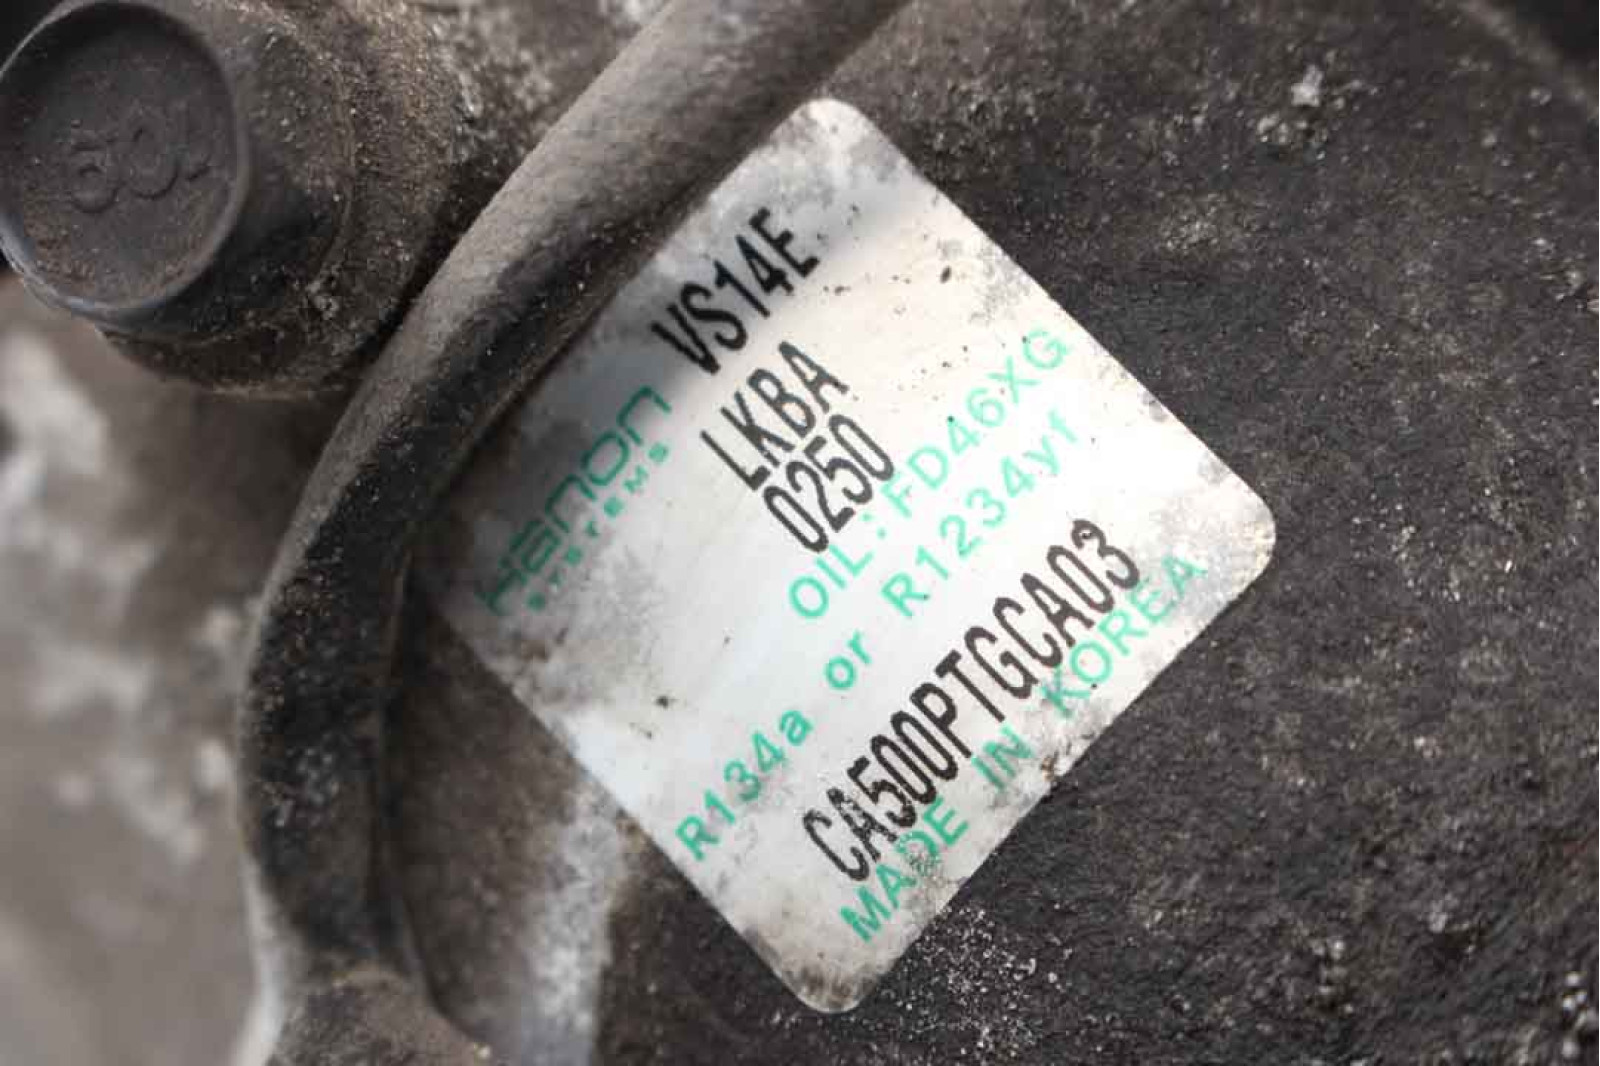 Hanon
SYSTEMS
VS14E
LKBA
0250
OIL:FD46XG
R134a or R1234yf
CA500PTGCA03
MADE IN KOREA